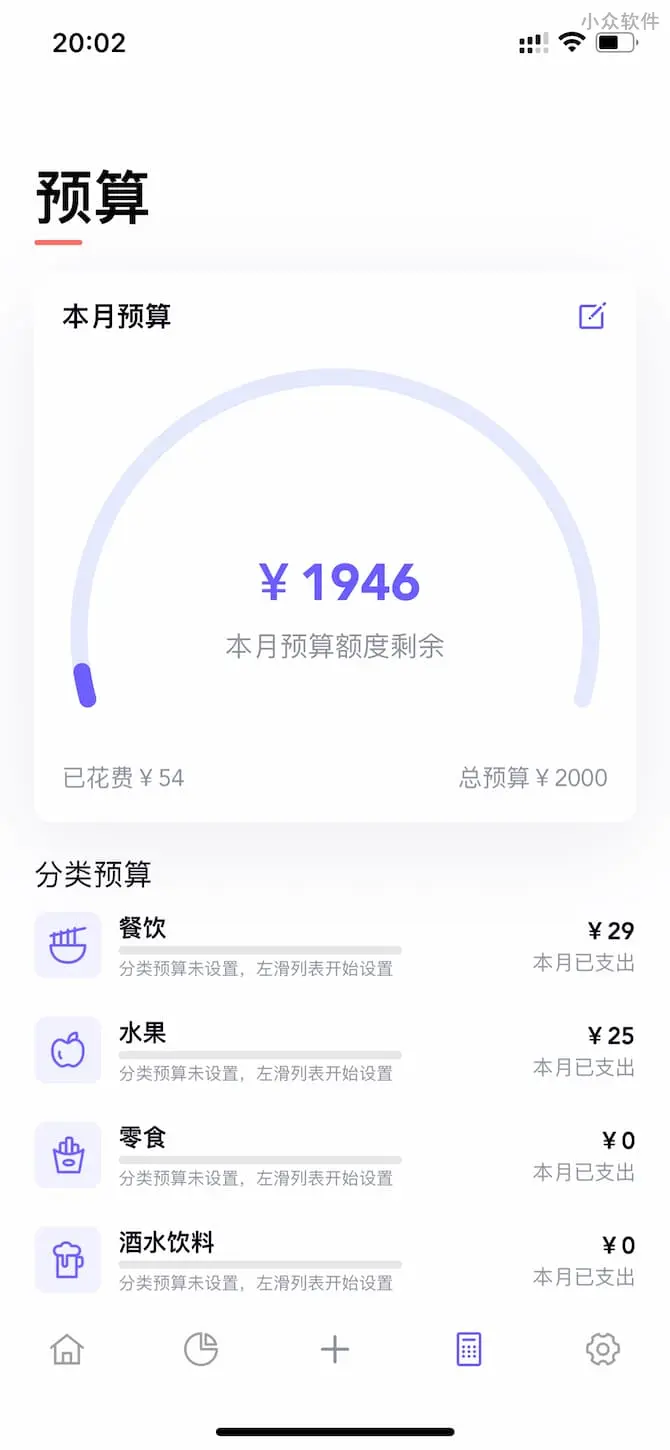 小众软件
20:02
预算
本月预算
¥ 1946
本月预算额度剩余
已花费 ¥ 54
总预算 ¥ 2000
分类预算
餐饮
¥ 29
分类预算未设置，左滑列表开始设置
本月已支出
水果
¥ 25
分类预算未设置，左滑列表开始设置
本月已支出
零食
¥ 0
分类预算未设置，左滑列表开始设置
本月已支出
酒水饮料
¥ 0
分类预算未设置，左滑列表开始设置
本月已支出